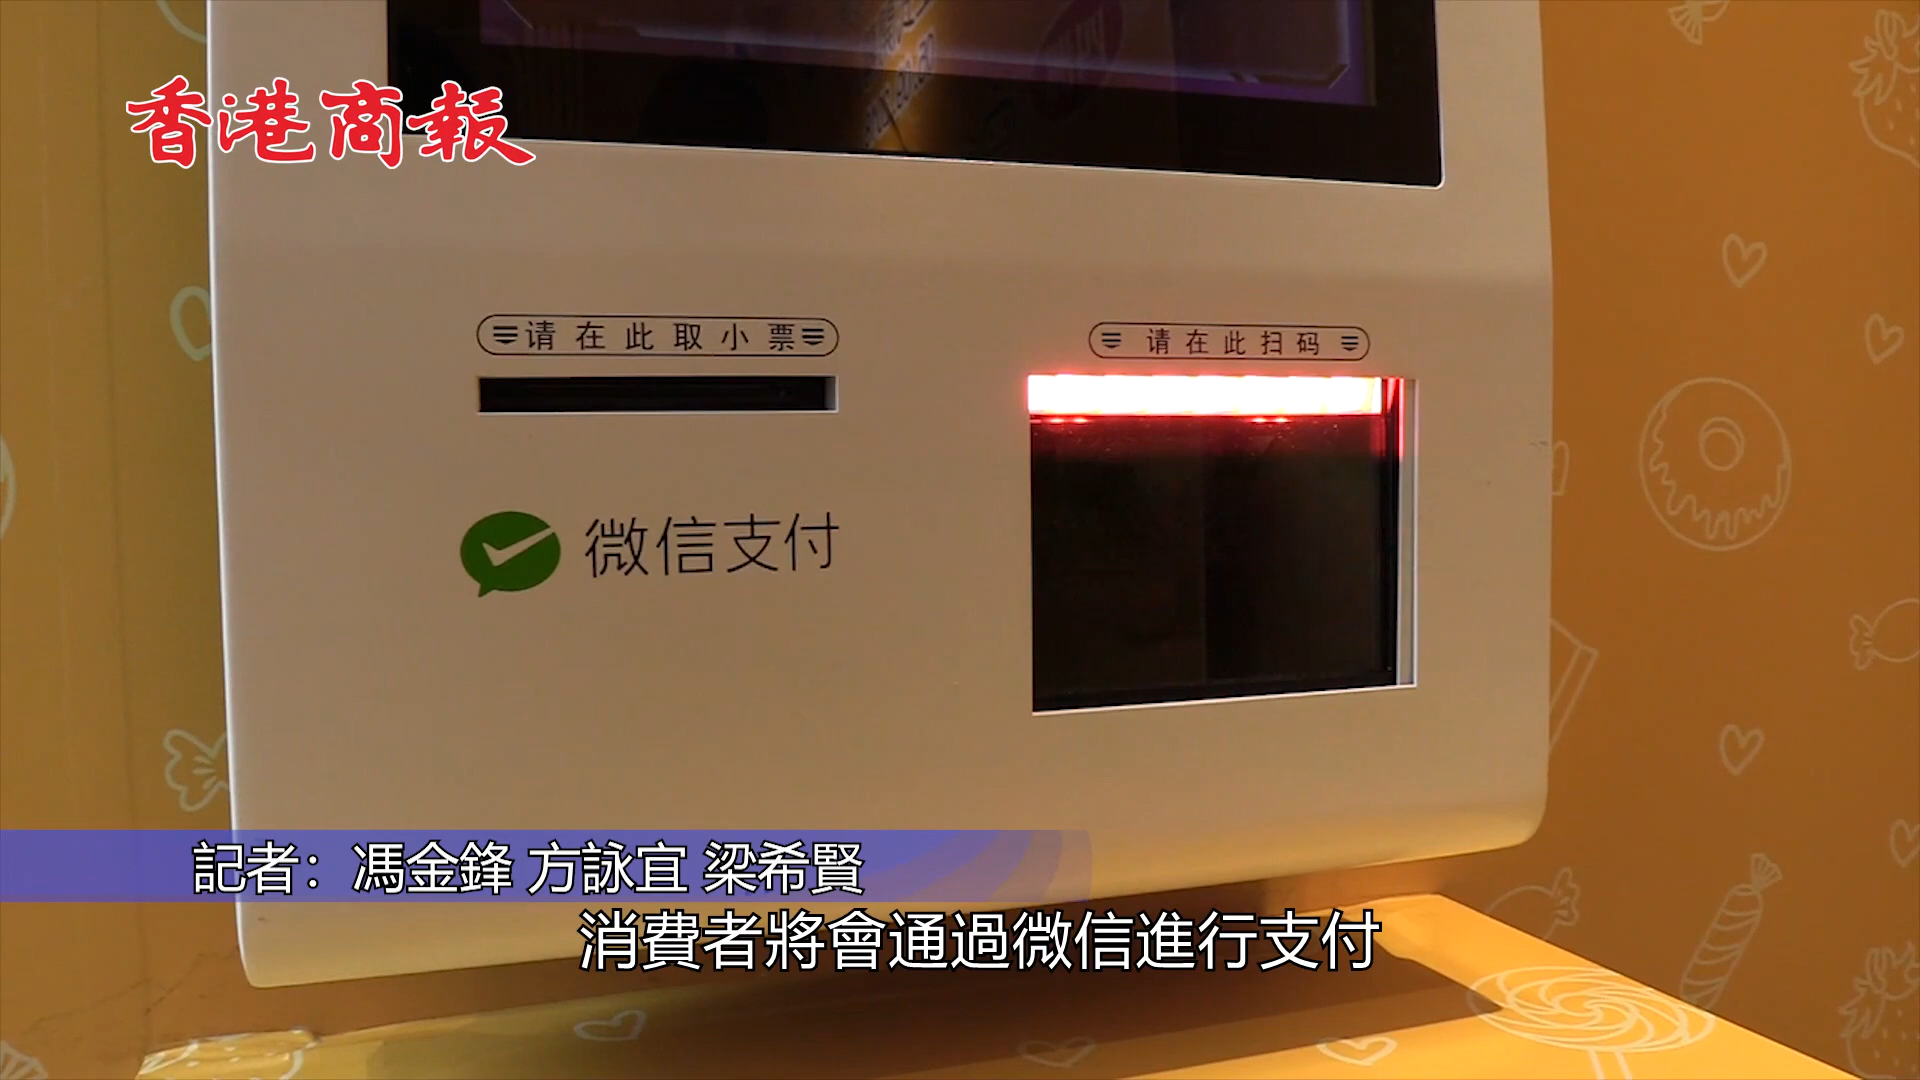 香港商報
请在此取小票
请在此扫码
微信支付
記者：馮金鋒 方詠宜 梁希賢
消費者將會通過微信進行支付